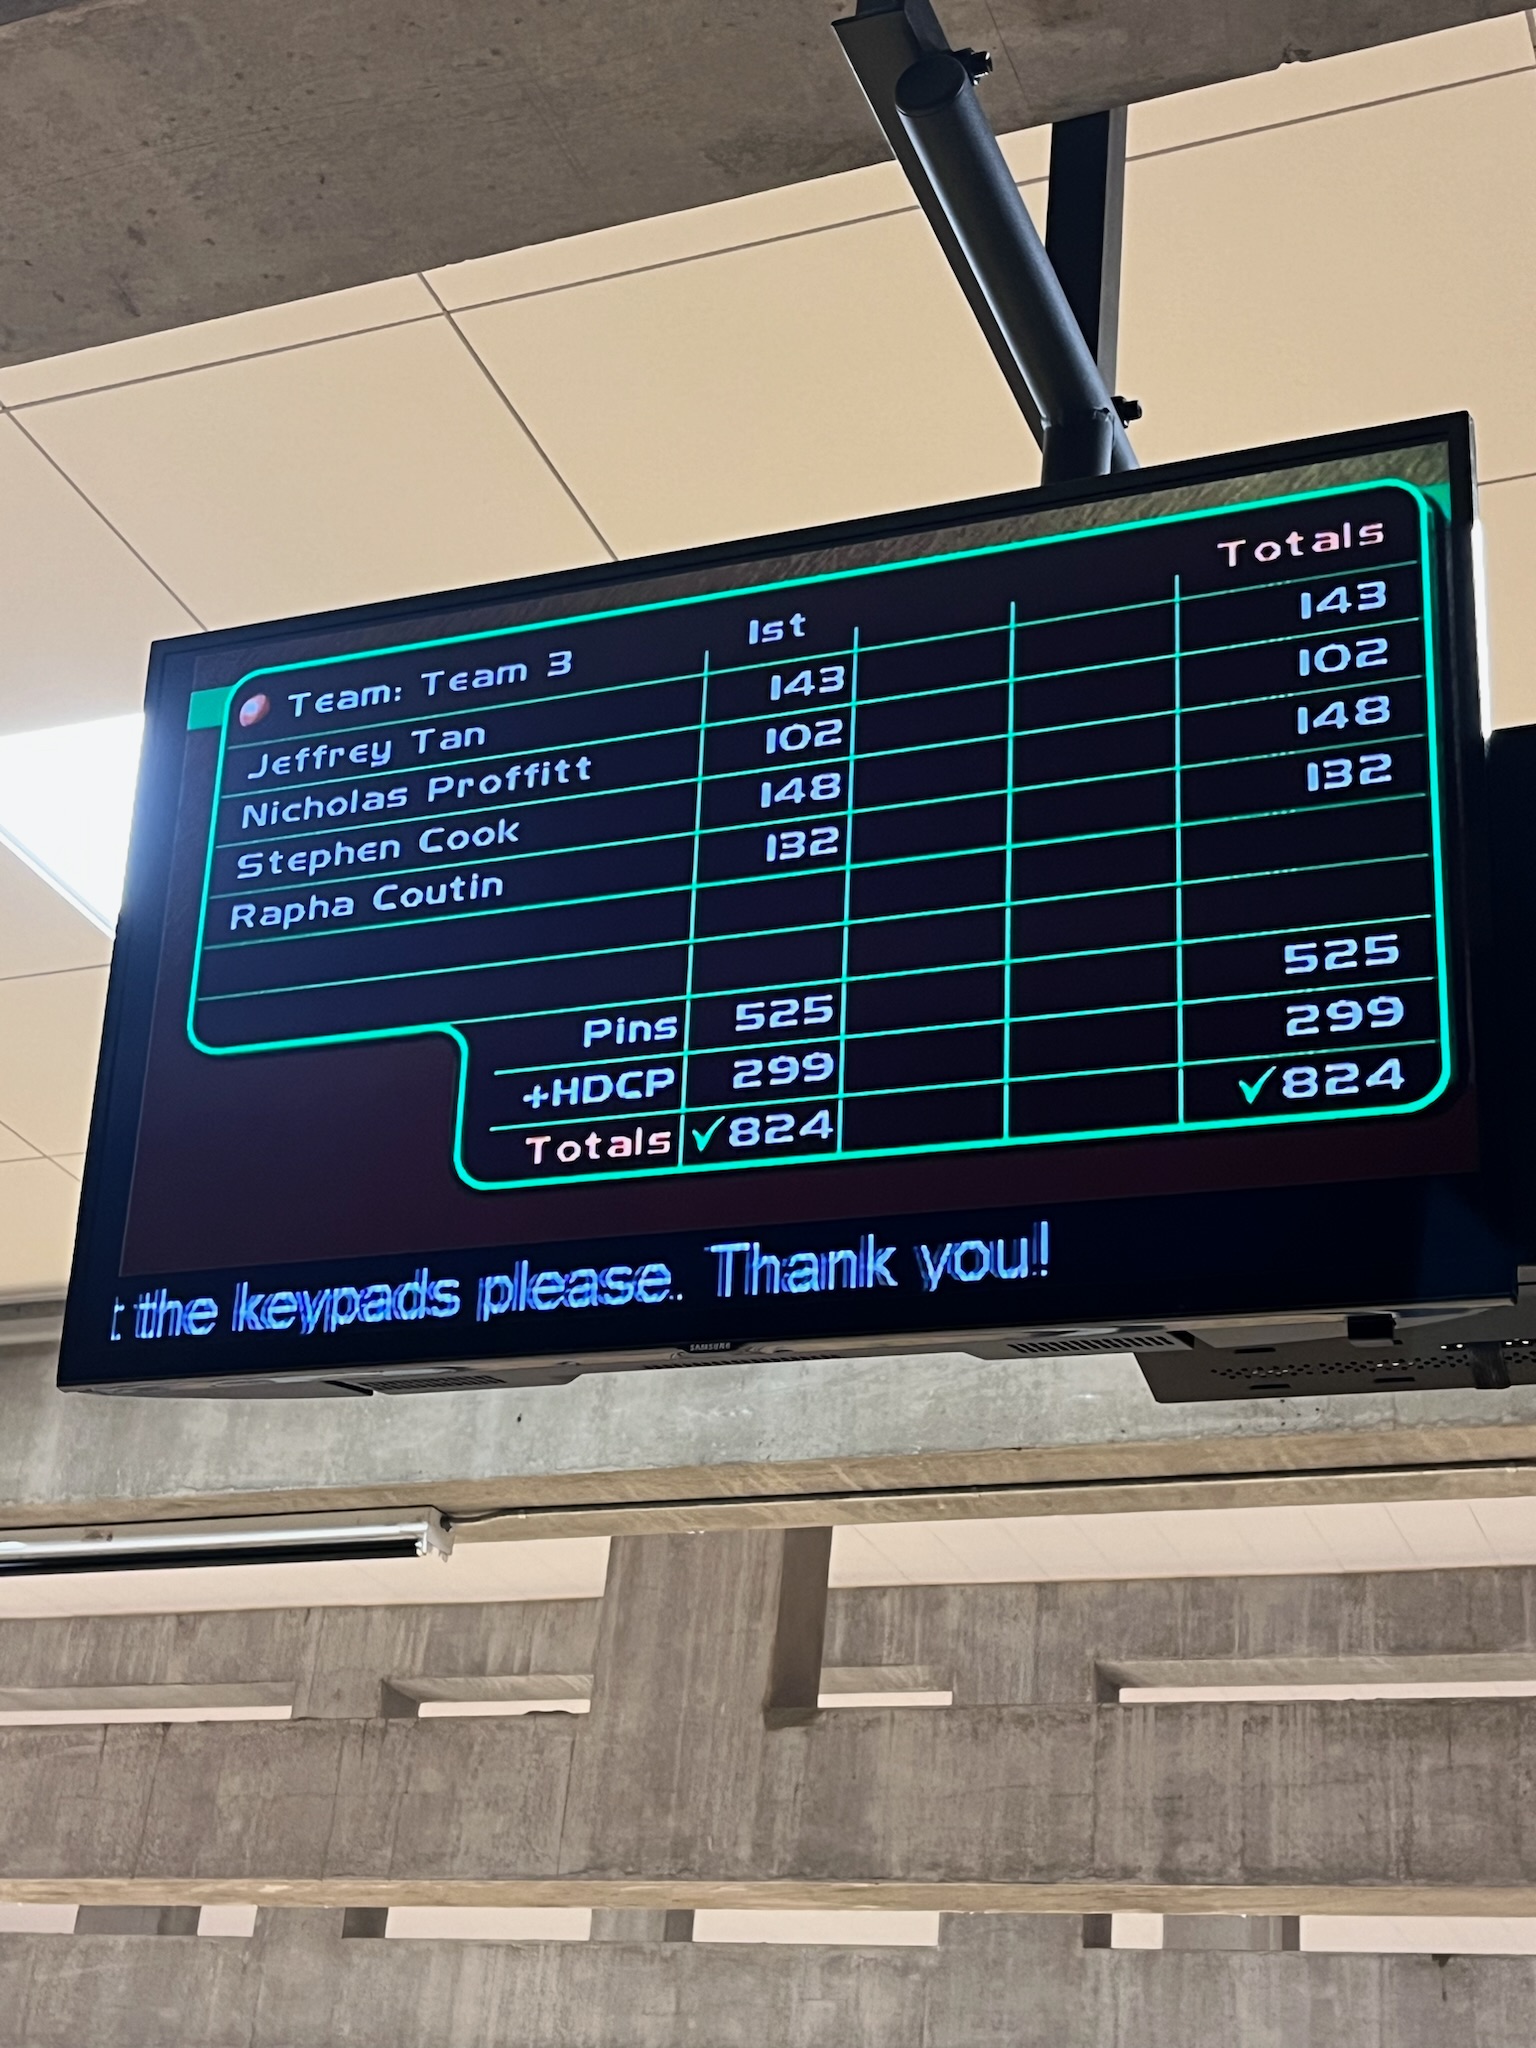 Totals
1st
Team: Team 3
Jeffrey Tan 143 143
Nicholas Proffitt 102 102
Stephen Cook 148 148
Rapha Coutin 132 132
Pins 525 525
+HDCP 299 299
Totals ✓824 ✓824
the keypads please. Thank you!
SAMSUNG